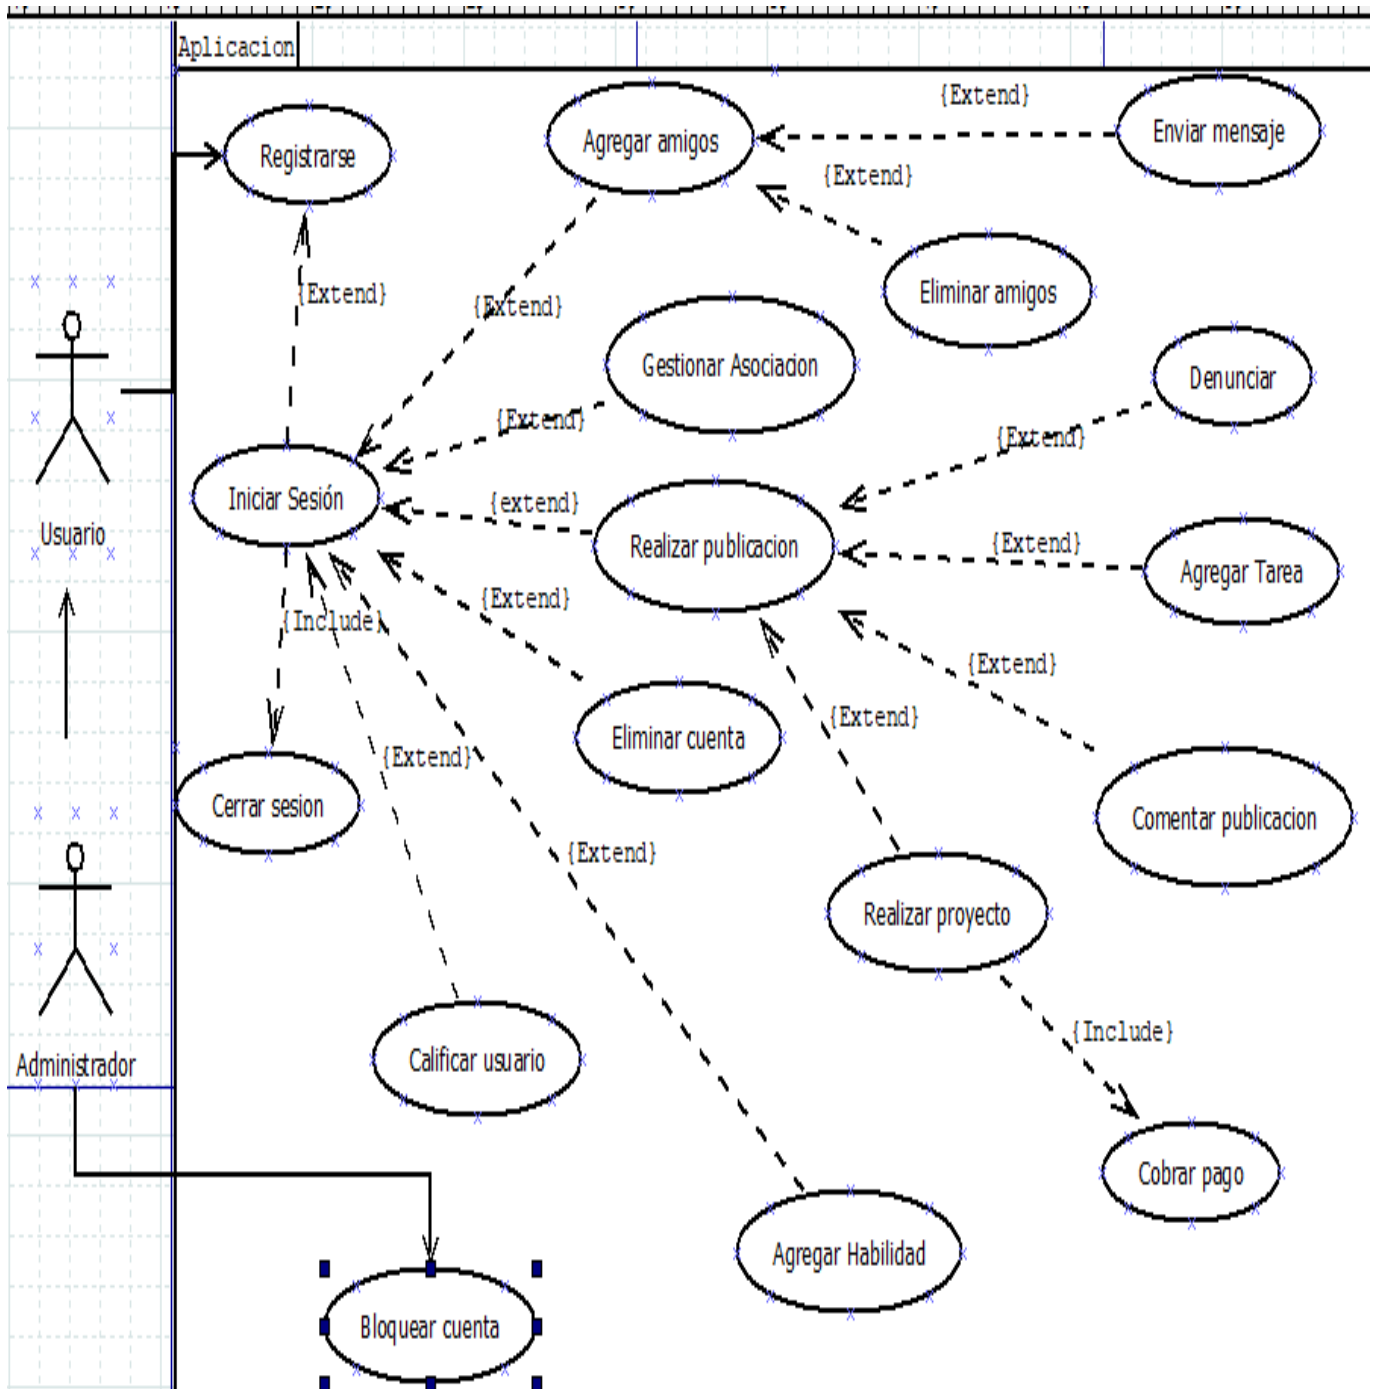 Aplicacion
{Extend}
Enviar mensaje
Agregar amigos
Registrarse
{Extend}
{Extend}
Eliminar amigos
{Extend}
Gestionar Asociacion
Denunciar
{Extend}
{Extend}
Iniciar Sesión
{extend}
Usuario
Realizar publicacion
{Extend}
Agregar Tarea
{Extend}
{Include}
{Extend}
{Extend}
Eliminar cuenta
{Extend}
Cerrar sesion
Comentar publicacion
{Extend}
Realizar proyecto
{Include}
Calificar usuario
Administrador
Cobrar pago
Agregar Habilidad
Bloquear cuenta